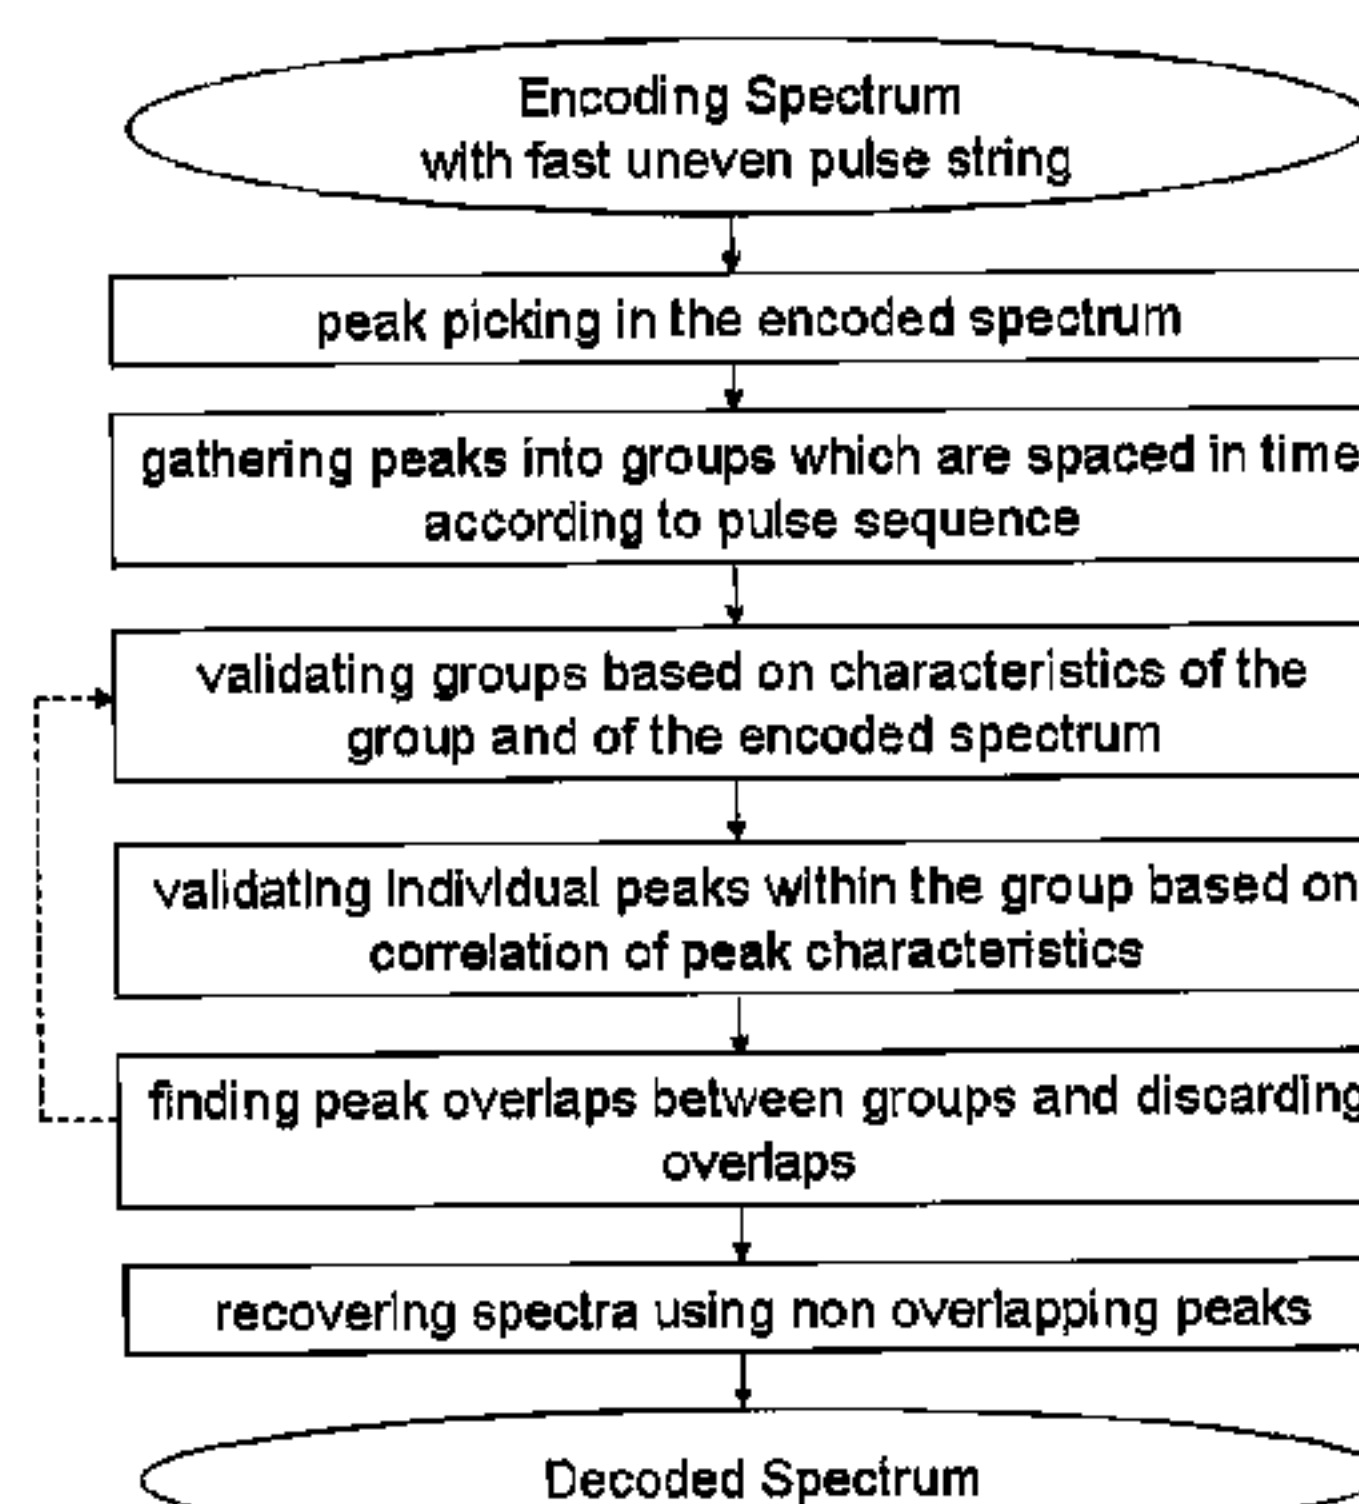 Encoding Spectrum
with fast uneven pulse string
peak picking in the encoded spectrum
gathering peaks into groups which are spaced in time
according to pulse sequence
validating groups based on characteristics of the
group and of the encoded spectrum
validating individual peaks within the group based on
correlation of peak characteristics
finding peak overlaps between groups and discarding
overlaps
recovering spectra using non overlapping peaks
Decoded Spectrum